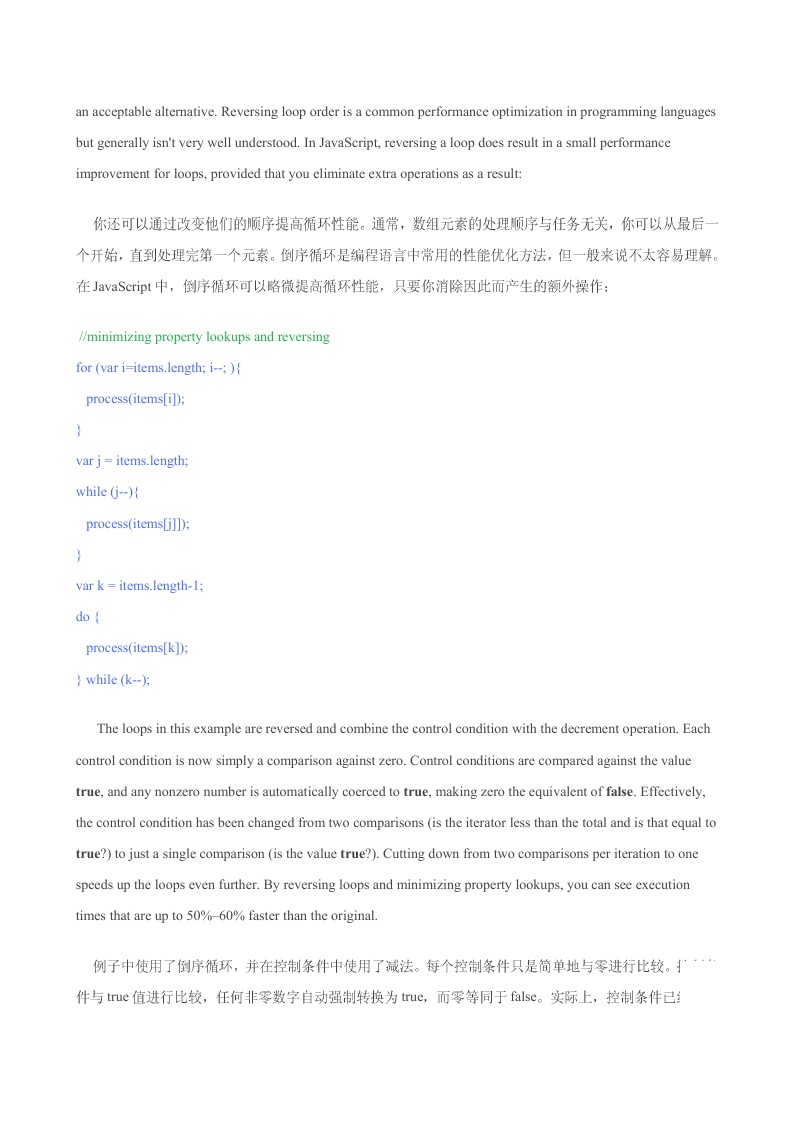 an acceptable alternative. Reversing loop order is a common performance optimization in programming languages
but generally isn't very well understood. In JavaScript, reversing a loop does result in a small performance
improvement for loops, provided that you eliminate extra operations as a result:
你还可以通过改变他们的顺序提高循环性能。通常，数组元素的处理顺序与任务无关，你可以从最后一
个开始，直到处理完第一个元素。倒序循环是编程语言中常用的性能优化方法，但一般来说不太容易理解。
在 JavaScript 中，倒序循环可以略微提高循环性能，只要你消除因此而产生的额外操作：
//minimizing property lookups and reversing
for (var i=items.length; i--; ){
process(items[i]);
}
var j = items.length;
while (j--){
process(items[j]]);
}
var k = items.length-1;
do {
process(items[k]);
} while (k--);
The loops in this example are reversed and combine the control condition with the decrement operation. Each
control condition is now simply a comparison against zero. Control conditions are compared against the value
true, and any nonzero number is automatically coerced to true, making zero the equivalent of false. Effectively,
the control condition has been changed from two comparisons (is the iterator less than the total and is that equal to
true?) to just a single comparison (is the value true?). Cutting down from two comparisons per iteration to one
speeds up the loops even further. By reversing loops and minimizing property lookups, you can see execution
times that are up to 50%–60% faster than the original.
例子中使用了倒序循环，并在控制条件中使用了减法。每个控制条件只是简单地与零进行比较。
件与 true 值进行比较，任何非零数字自动强制转换为 true，而零等同于 false。实际上，控制条件已